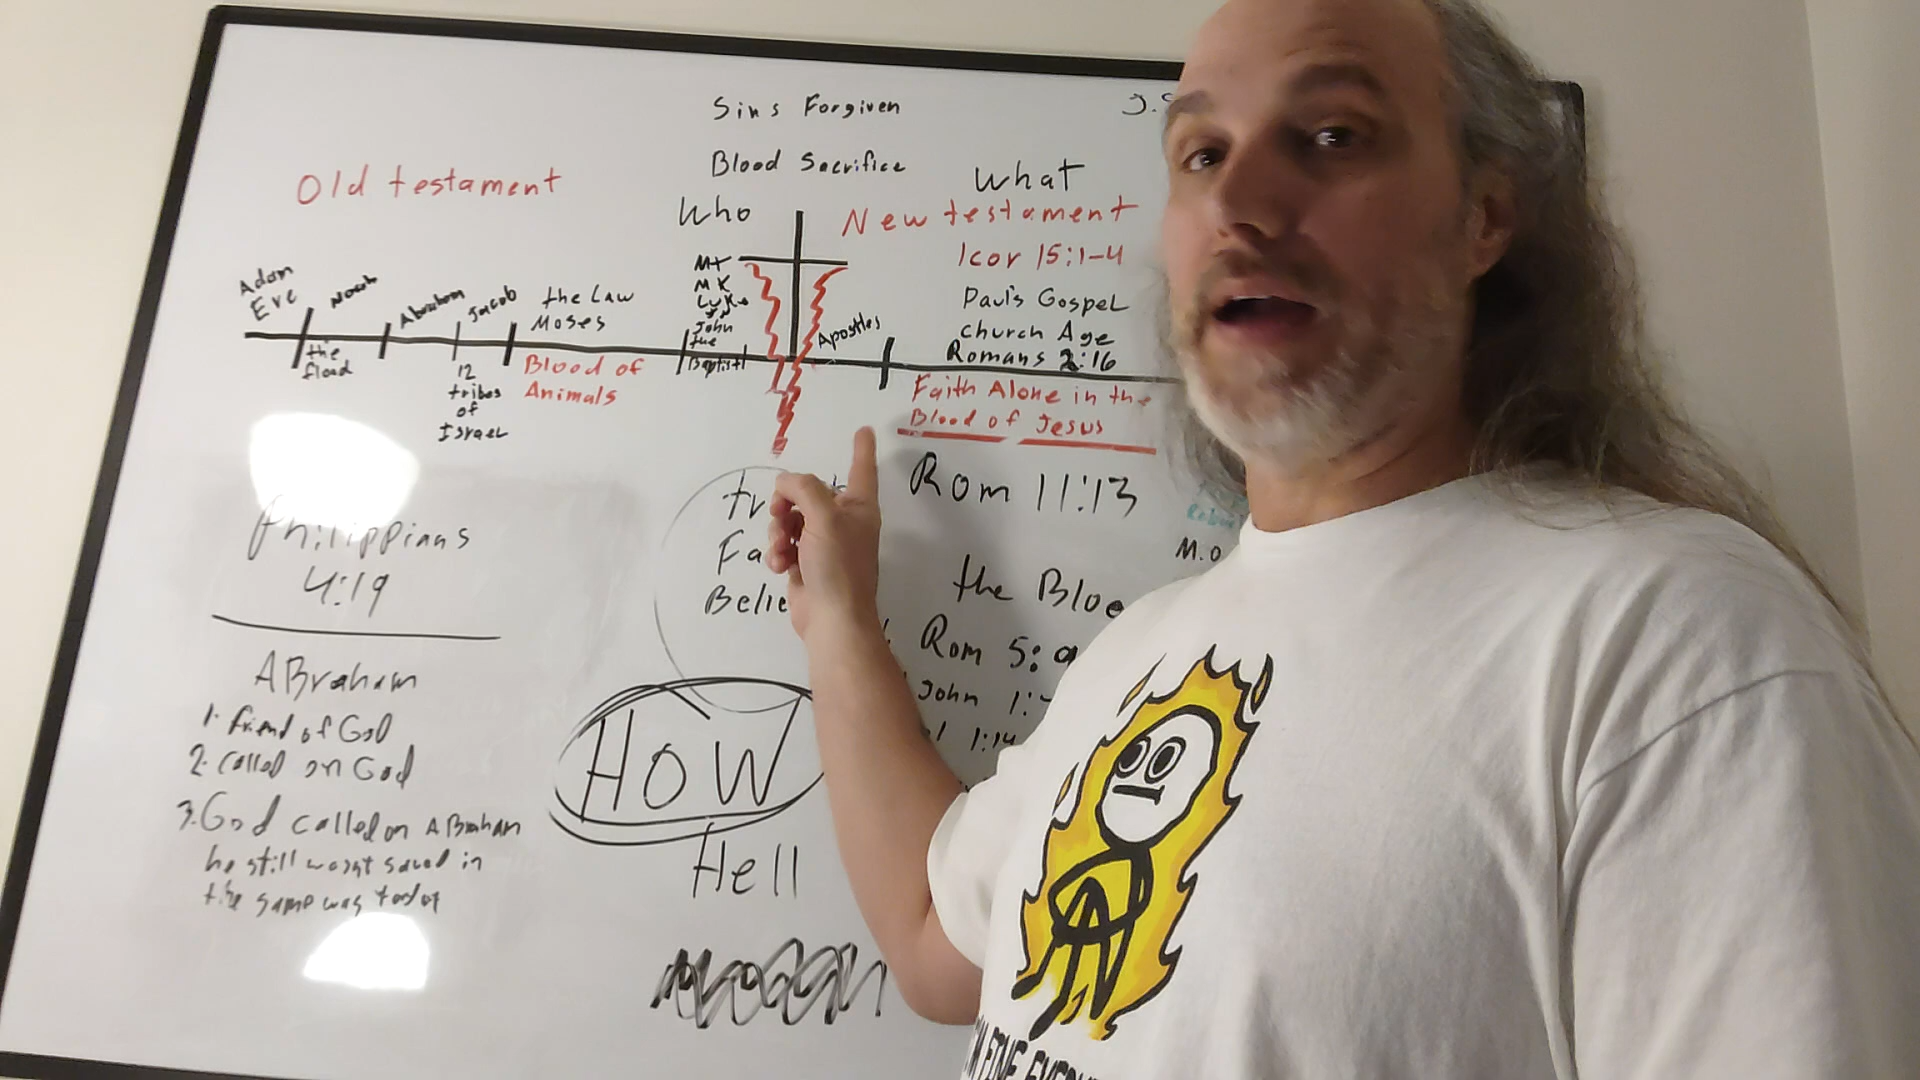 Sins Forgiven
Blood Sacrifice
Old testament
Who
What
New testament
1cor 15:1-4
Paul's Gospel
Church Age
Romans 2:16
Faith Alone in the
Blood of Jesus
Adam
Eve
Noah
Abraham
Jacob
the Law
Moses
MT
MK
Luke
John
the
Baptist
Apostles
the
flood
12
tribes
of
Israel
Blood of
Animals
Rom 11:13
Philippians
4:19
the Bloo
Rom 5:9
John 1:
1:14
M.O
ABraham
1. friend of God
2. Called on God
3. God called on ABraham
he still wasnt saved in
the same way today
HOW
Hell